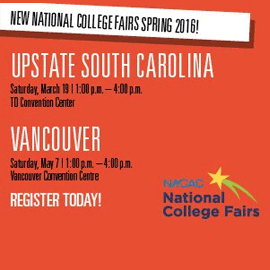 NEW NATIONAL COLLEGE FAIRS SPRING 2016!
UPSTATE SOUTH CAROLINA
Saturday, March 19 | 1:00 p.m. – 4:00 p.m.
TD Convention Center
VANCOUVER
Saturday, May 7 | 1:00 p.m. – 4:00 p.m.
Vancouver Convention Centre
REGISTER TODAY!
NACAC
National
College Fairs